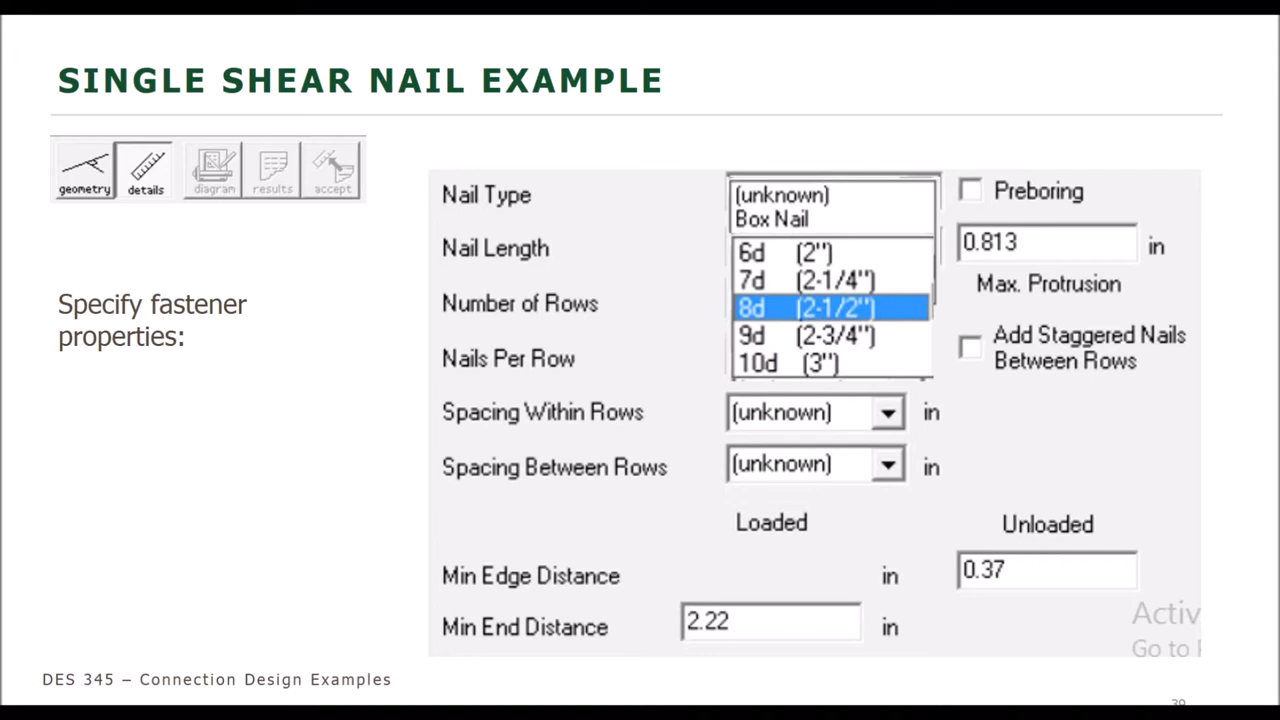 SINGLE SHEAR NAIL EXAMPLE
geometry details diagram results accept
Specify fastener
properties:
Nail Type
(unknown)
Box Nail
Preboring
Nail Length
6d (2'')
7d (2-1/4'')
8d (2-1/2'')
9d (2-3/4'')
10d (3'')
0.813 in
Max. Protrusion
Number of Rows
Add Staggered Nails
Between Rows
Nails Per Row
Spacing Within Rows (unknown) in
Spacing Between Rows (unknown) in
Loaded Unloaded
Min Edge Distance in 0.37
Min End Distance 2.22 in
Activ
Go to
DES 345 – Connection Design Examples
39